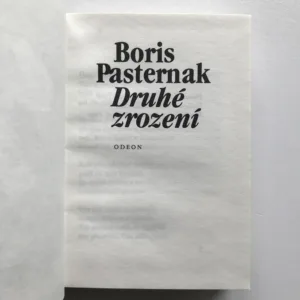 Boris
Pasternak
Druhé
zrození
ODEON